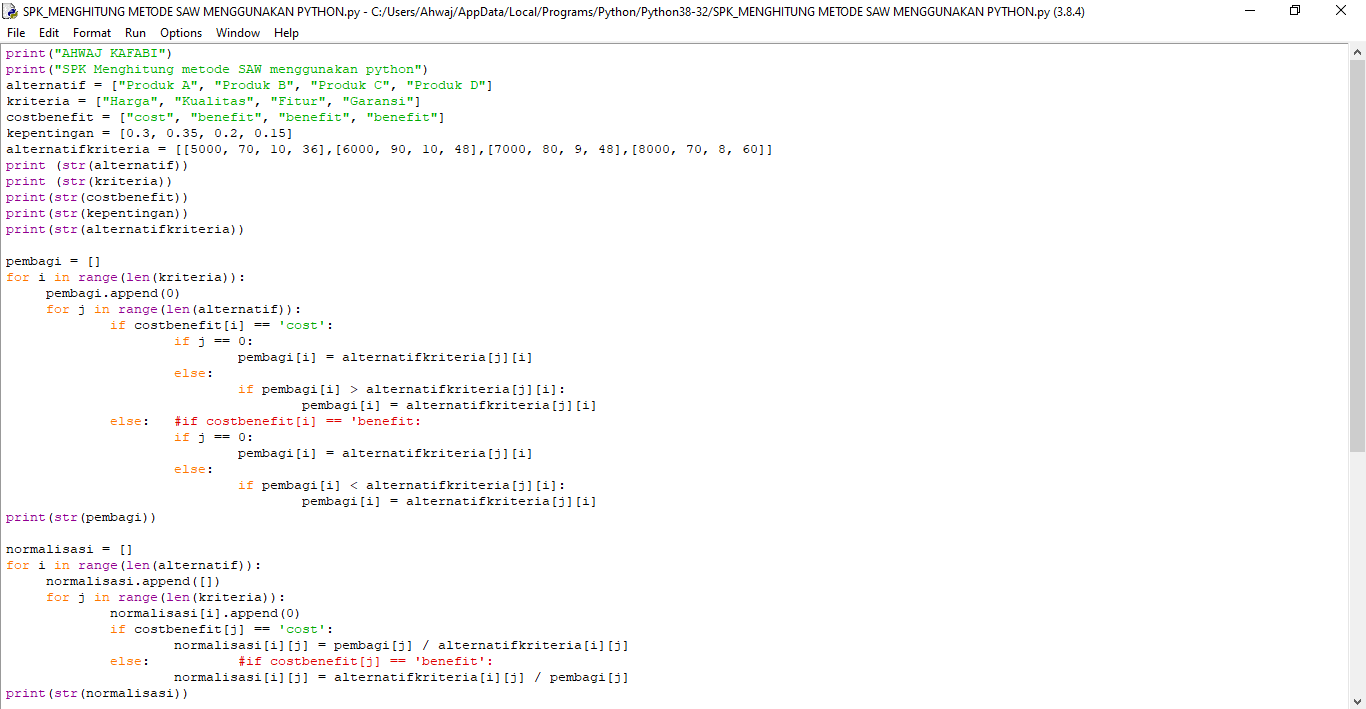 SPK_MENGHITUNG METODE SAW MENGGUNAKAN PYTHON.py - C:/Users/Ahwaj/AppData/Local/Programs/Python/Python38-32/SPK_MENGHITUNG METODE SAW MENGGUNAKAN PYTHON.py (3.8.4)
File Edit Format Run Options Window Help
print("AHWAJ KAFABI")
print("SPK Menghitung metode SAW menggunakan python")
alternatif = ["Produk A", "Produk B", "Produk C", "Produk D"]
kriteria = ["Harga", "Kualitas", "Fitur", "Garansi"]
costbenefit = ["cost", "benefit", "benefit", "benefit"]
kepentingan = [0.3, 0.35, 0.2, 0.15]
alternatifkriteria = [[5000, 70, 10, 36],[6000, 90, 10, 48],[7000, 80, 9, 48],[8000, 70, 8, 60]]
print (str(alternatif))
print (str(kriteria))
print(str(costbenefit))
print(str(kepentingan))
print(str(alternatifkriteria))

pembagi = []
for i in range(len(kriteria)):
     pembagi.append(0)
     for j in range(len(alternatif)):
             if costbenefit[i] == 'cost':
                     if j == 0:
                             pembagi[i] = alternatifkriteria[j][i]
                     else:
                             if pembagi[i] > alternatifkriteria[j][i]:
                                     pembagi[i] = alternatifkriteria[j][i]
             else:   #if costbenefit[i] == 'benefit:
                     if j == 0:
                             pembagi[i] = alternatifkriteria[j][i]
                     else:
                             if pembagi[i] < alternatifkriteria[j][i]:
                                     pembagi[i] = alternatifkriteria[j][i]
print(str(pembagi))

normalisasi = []
for i in range(len(alternatif)):
     normalisasi.append([])
     for j in range(len(kriteria)):
             normalisasi[i].append(0)
             if costbenefit[j] == 'cost':
                     normalisasi[i][j] = pembagi[j] / alternatifkriteria[i][j]
             else:           #if costbenefit[j] == 'benefit':
                     normalisasi[i][j] = alternatifkriteria[i][j] / pembagi[j]
print(str(normalisasi))